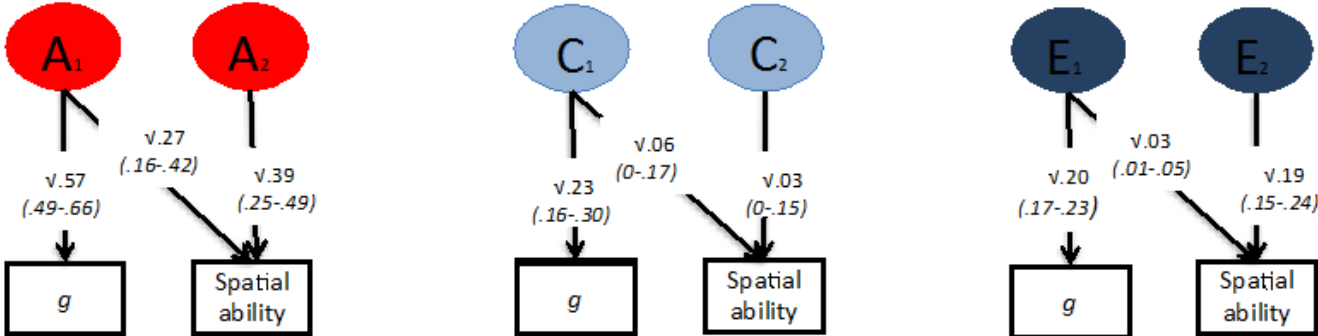 A1 A2 C1 C2 E1 E2
√.27
(.16-.42)
√.57
(.49-.66)
√.39
(.25-.49)
g
Spatial
ability
√.06
(0-.17)
√.23
(.16-.30)
√.03
(0-.15)
g
Spatial
ability
√.03
(.01-.05)
√.20
(.17-.23)
√.19
(.15-.24)
g
Spatial
ability